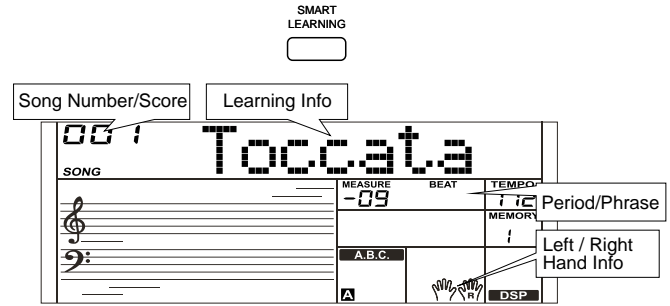 SMART
LEARNING
Song Number/Score
Learning Info
001
Toccata
SONG
MEASURE
BEAT
TEMPO
-09
Period/Phrase
MEMORY
1
Left / Right
Hand Info
A.B.C.
A
R
DSP